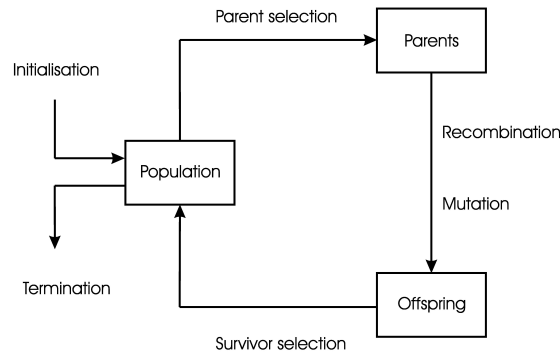 Parent selection
Parents
Initialisation
Recombination
Population
Mutation
Termination
Offspring
Survivor selection